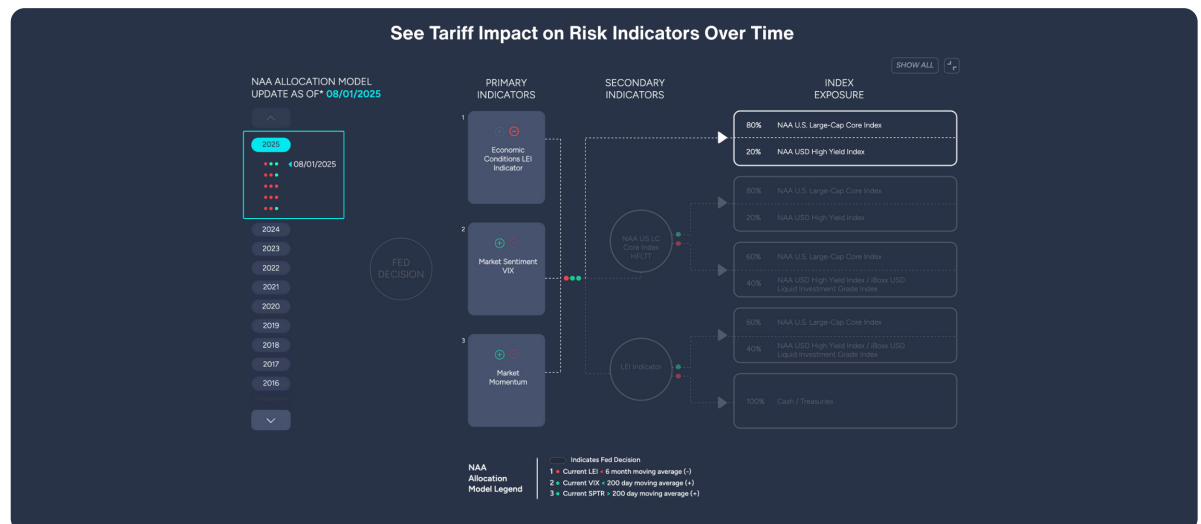 See Tariff Impact on Risk Indicators Over Time
SHOW ALL
NAA ALLOCATION MODEL
UPDATE AS OF* 08/01/2025
PRIMARY
INDICATORS
SECONDARY
INDICATORS
INDEX
EXPOSURE
2025
08/01/2025
2024
2023
2022
2021
2020
2019
2018
2017
2016
FED
DECISION
1
Economic
Conditions LEI
Indicator
2
Market Sentiment
VIX
3
Market
Momentum
NAA US LC
Core Index
HFLTT
LEI Indicator
80% NAA U.S. Large-Cap Core Index
20% NAA USD High Yield Index
80% NAA U.S. Large-Cap Core Index
20% NAA USD High Yield Index
60% NAA U.S. Large-Cap Core Index
40% NAA USD High Yield Index / iBoxx USD
Liquid Investment Grade Index
60% NAA U.S. Large-Cap Core Index
40% NAA USD High Yield Index / iBoxx USD
Liquid Investment Grade Index
100% Cash / Treasuries
NAA
Allocation
Model Legend
Indicates Fed Decision
1 Current LEI < 6 month moving average (-)
2 Current VIX < 200 day moving average (+)
3 Current SPTR > 200 day moving average (+)